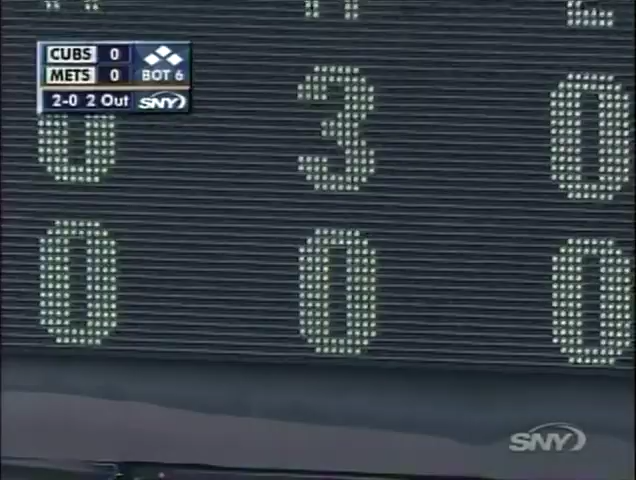 CUBS 0
METS 0 BOT 6
2-0 2 Out SNY
0 3 0
0 0 0
SNY